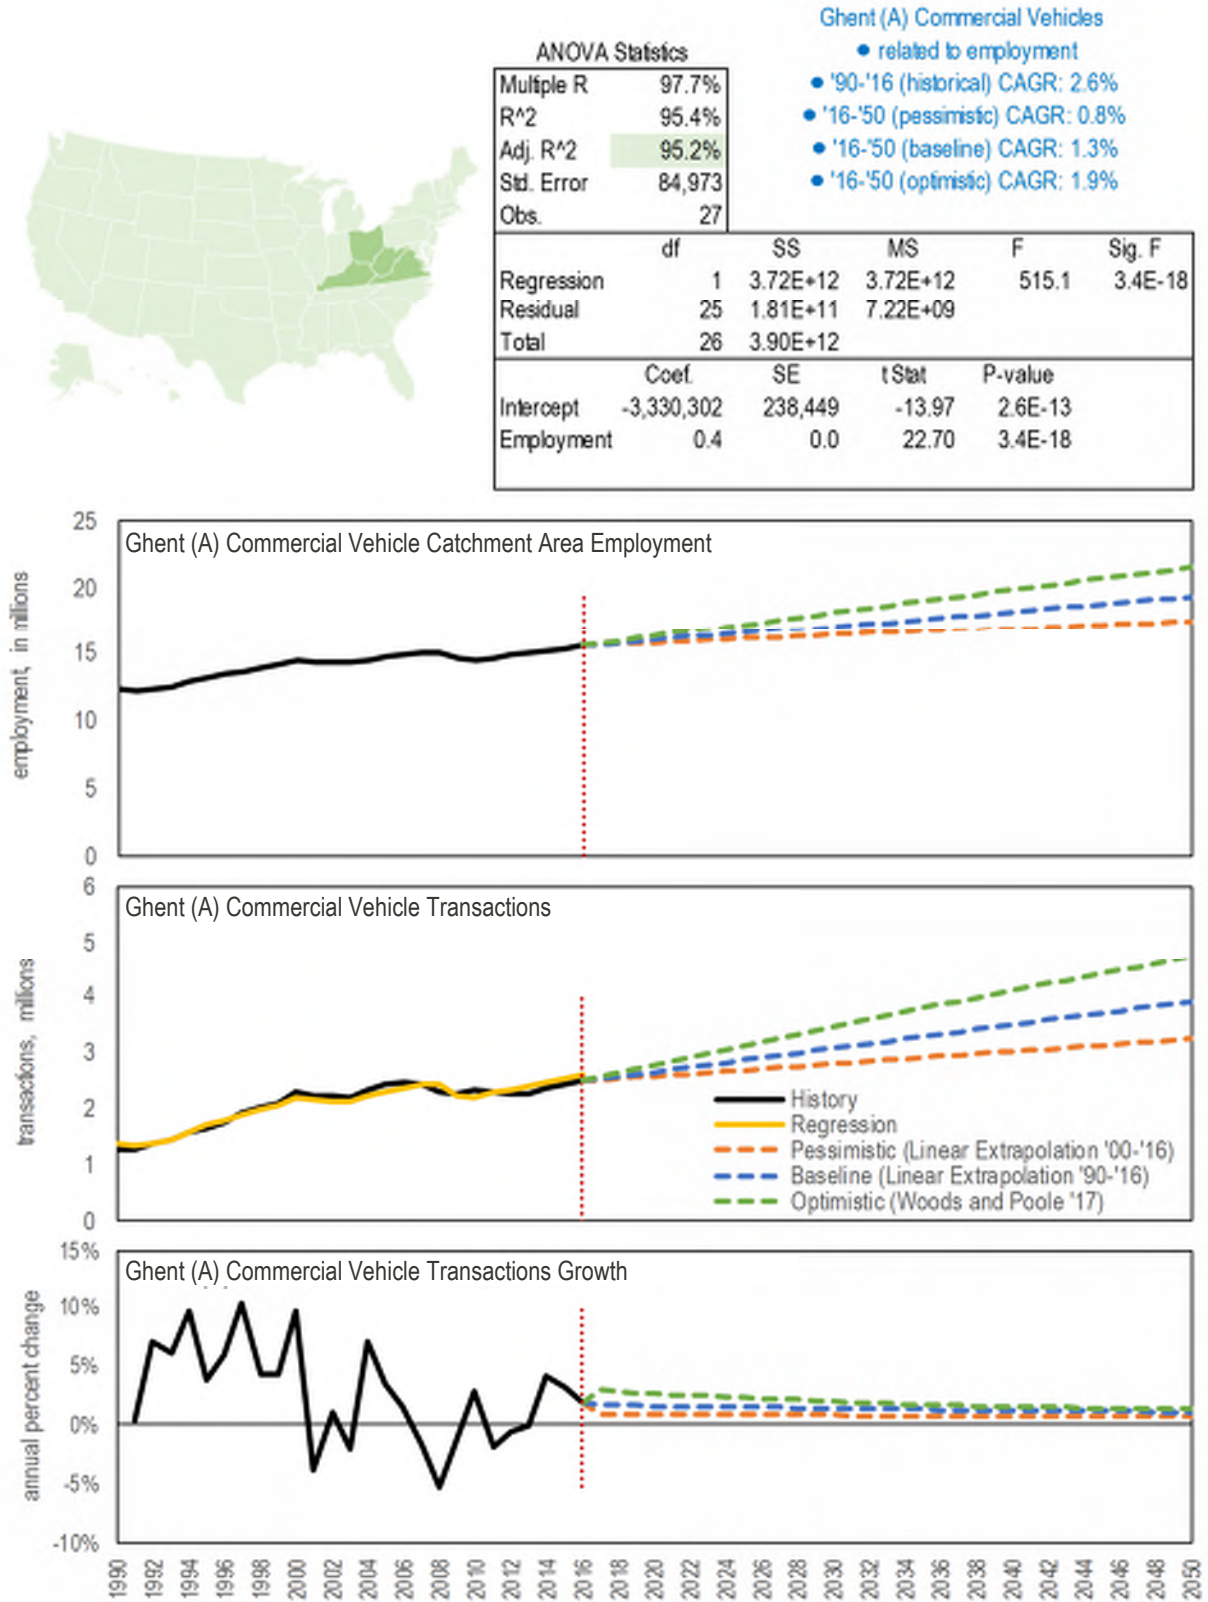 Ghent (A) Commercial Vehicles
● related to employment
● '90-'16 (historical) CAGR: 2.6%
● '16-'50 (pessimistic) CAGR: 0.8%
● '16-'50 (baseline) CAGR: 1.3%
● '16-'50 (optimistic) CAGR: 1.9%
ANOVA Statistics
Multiple R 97.7%
R^2 95.4%
Adj. R^2 95.2%
Std. Error 84,973
Obs. 27
df SS MS F Sig. F
Regression 1 3.72E+12 3.72E+12 515.1 3.4E-18
Residual 25 1.81E+11 7.22E+09
Total 26 3.90E+12
Coef. SE t Stat P-value
Intercept -3,330,302 238,449 -13.97 2.6E-13
Employment 0.4 0.0 22.70 3.4E-18
Ghent (A) Commercial Vehicle Catchment Area Employment
employment, in millions
25
20
15
10
5
0
Ghent (A) Commercial Vehicle Transactions
transactions, millions
6
5
4
3
2
1
0
History
Regression
Pessimistic (Linear Extrapolation '00-'16)
Baseline (Linear Extrapolation '90-'16)
Optimistic (Woods and Poole '17)
Ghent (A) Commercial Vehicle Transactions Growth
annual percent change
15%
10%
5%
0%
-5%
-10%
1990 1992 1994 1996 1998 2000 2002 2004 2006 2008 2010 2012 2014 2016 2018 2020 2022 2024 2026 2028 2030 2032 2034 2036 2038 2040 2042 2044 2046 2048 2050